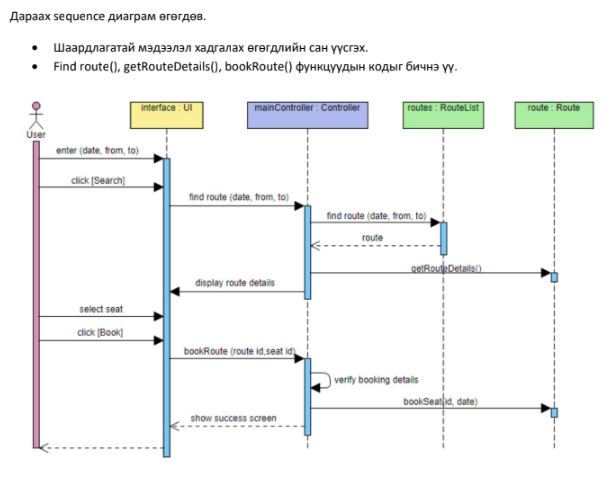 Дараах sequence диаграм өгөгдөв.
• Шаардлагатай мэдээлэл хадгалах өгөгдлийн сан үүсгэх.
• Find route(), getRouteDetails(), bookRoute() функцуудын кодыг бичнэ үү.
interface : UI
mainController : Controller
routes : RouteList
route : Route
User
enter (date, from, to)
click [Search]
find route (date, from, to)
find route (date, from, to)
route
getRouteDetails()
display route details
select seat
click [Book]
bookRoute (route id,seat id)
verify booking details
bookSeat(id, date)
show success screen